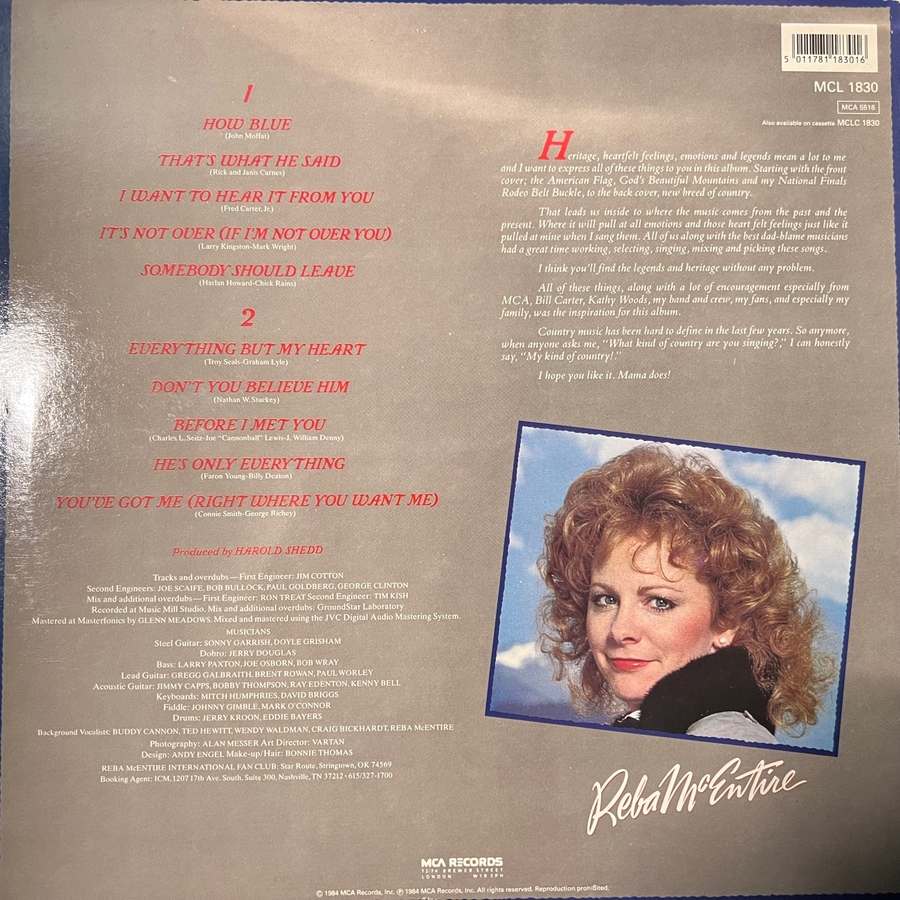 1
HOW BLUE
(John Moffat)
THAT'S WHAT HE SAID
(Rick and Janis Carnes)
I WANT TO HEAR IT FROM YOU
(Fred Carter, Jr.)
IT'S NOT OVER (IF I'M NOT OVER YOU)
(Larry Kingston-Mark Wright)
SOMEBODY SHOULD LEAVE
(Harlan Howard-Chick Rains)
2
EVERYTHING BUT MY HEART
(Troy Seals-Graham Lyle)
DON'T YOU BELIEVE HIM
(Nathan W. Stuckey)
BEFORE I MET YOU
(Charles L. Seitz-Joe "Cannonball" Lewis-J. William Denny)
HE'S ONLY EVERYTHING
(Faron Young-Billy Deaton)
YOU'VE GOT ME (RIGHT WHERE YOU WANT ME)
(Connie Smith-George Richey)
Produced by HAROLD SHEDD
Tracks and overdubs—First Engineer: JIM COTTON
Second Engineers: JOE SCAIFE, BOB BULLOCK, PAUL GOLDBERG, GEORGE CLINTON
Mix and additional overdubs—First Engineer: RON TREAT Second Engineer: TIM KISH
Recorded at Music Mill Studio. Mix and additional overdubs: GroundStar Laboratory
Mastered at Masterfonics by GLENN MEADOWS. Mixed and mastered using the JVC Digital Audio Mastering System.
MUSICIANS
Steel Guitar: SONNY GARRISH, DOYLE GRISHAM
Dobro: JERRY DOUGLAS
Bass: LARRY PAXTON, JOE OSBORN, BOB WRAY
Lead Guitar: GREGG GALBRAITH, BRENT ROWAN, PAUL WORLEY
Acoustic Guitar: JIMMY CAPPS, BOBBY THOMPSON, RAY EDENTON, KENNY BELL
Keyboards: MITCH HUMPHRIES, DAVID BRIGGS
Fiddle: JOHNNY GIMBLE, MARK O'CONNOR
Drums: JERRY KROON, EDDIE BAYERS
Background Vocalists: BUDDY CANNON, TED HEWITT, WENDY WALDMAN, CRAIG BICKHARDT, REBA McENTIRE
Photography: ALAN MESSER Art Director: VARTAN
Design: ANDY ENGEL Make-up/Hair: BONNIE THOMAS
REBA McENTIRE INTERNATIONAL FAN CLUB: Star Route, Stringtown, OK 74569
Booking Agent: ICM, 1207 17th Ave. South, Suite 300, Nashville, TN 37212 • 615/327-1700
5 011781 183016
MCL 1830
MCA 5516
Also available on cassette MCLC 1830
Heritage, heartfelt feelings, emotions and legends mean a lot to me
and I want to express all of these things to you in this album. Starting with the front
cover; the American Flag, God's Beautiful Mountains and my National Finals
Rodeo Belt Buckle, to the back cover, new breed of country.
That leads us inside to where the music comes from the past and the
present. Where it will pull at all emotions and those heart felt feelings just like it
pulled at mine when I sang them. All of us along with the best dad-blame musicians
had a great time working, selecting, singing, mixing and picking these songs.
I think you'll find the legends and heritage without any problem.
All of these things, along with a lot of encouragement especially from
MCA, Bill Carter, Kathy Woods, my band and crew, my fans, and especially my
family, was the inspiration for this album.
Country music has been hard to define in the last few years. So anymore,
when anyone asks me, "What kind of country are you singing?," I can honestly
say, "My kind of country!."
I hope you like it. Mama does!
Reba McEntire
MCA RECORDS
72/74 BREWER STREET
LONDON W1R 3PH
© 1984 MCA Records, Inc. ℗ 1984 MCA Records, Inc. All rights reserved. Reproduction prohibited.